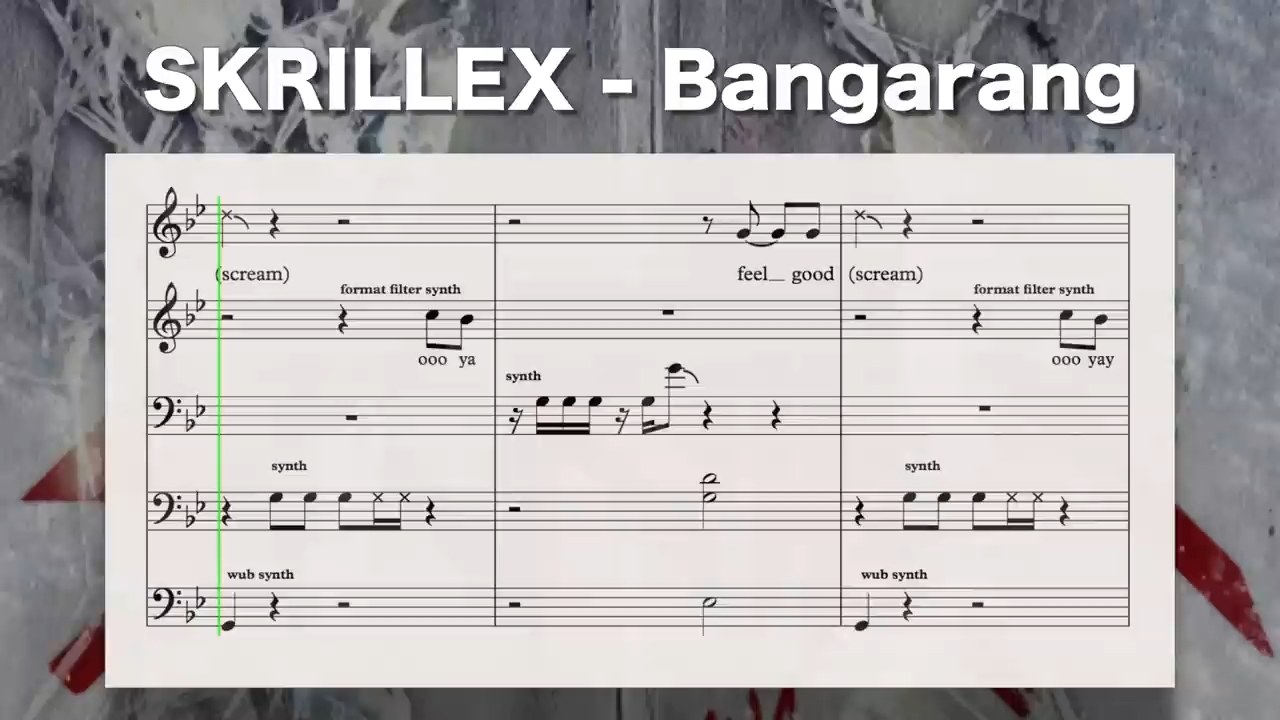 SKRILLEX - Bangarang
(scream)
feel_ good
(scream)
format filter synth
format filter synth
ooo ya
ooo yay
synth
synth
synth
wub synth
wub synth